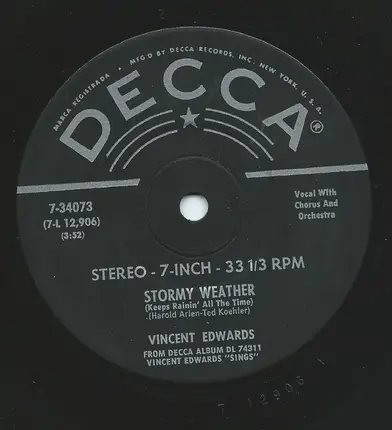 MARCA REGISTRADA • MFG'D BY DECCA RECORDS, INC. NEW YORK, U.S.A.
DECCA®
7-34073
(7-L 12,906)
(3:52)
Vocal With
Chorus And
Orchestra
STEREO - 7-INCH - 33 1/3 RPM
STORMY WEATHER
(Keeps Rainin' All The Time)
(Harold Arlen-Ted Koehler)
VINCENT EDWARDS
FROM DECCA ALBUM DL 74311
VINCENT EDWARDS "SINGS"